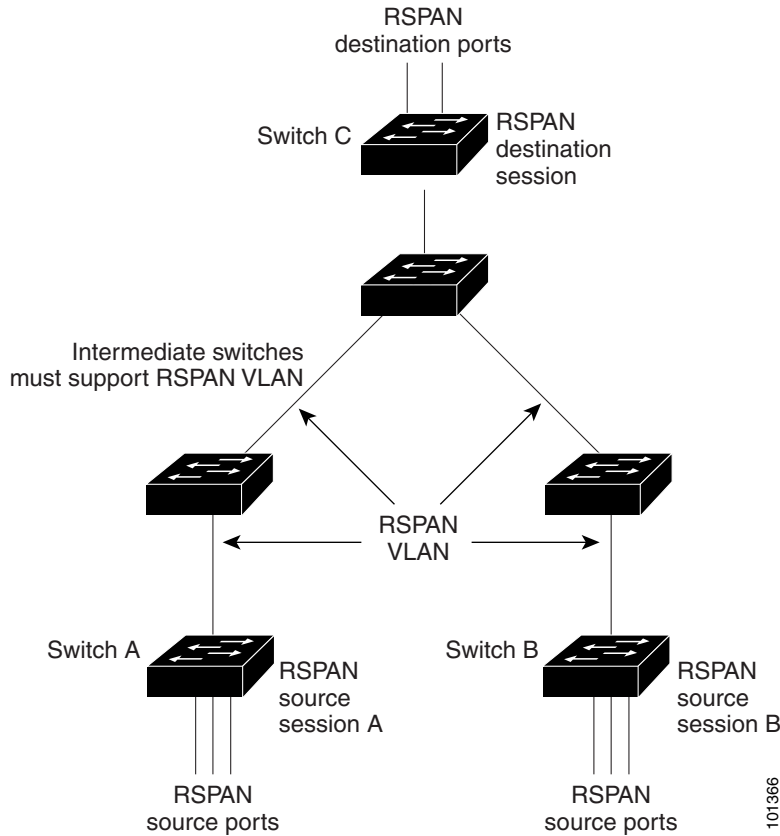 RSPAN
destination ports
Switch C
RSPAN
destination
session
Intermediate switches
must support RSPAN VLAN
RSPAN
VLAN
Switch A
RSPAN
source
session A
Switch B
RSPAN
source
session B
RSPAN
source ports
RSPAN
source ports
101366